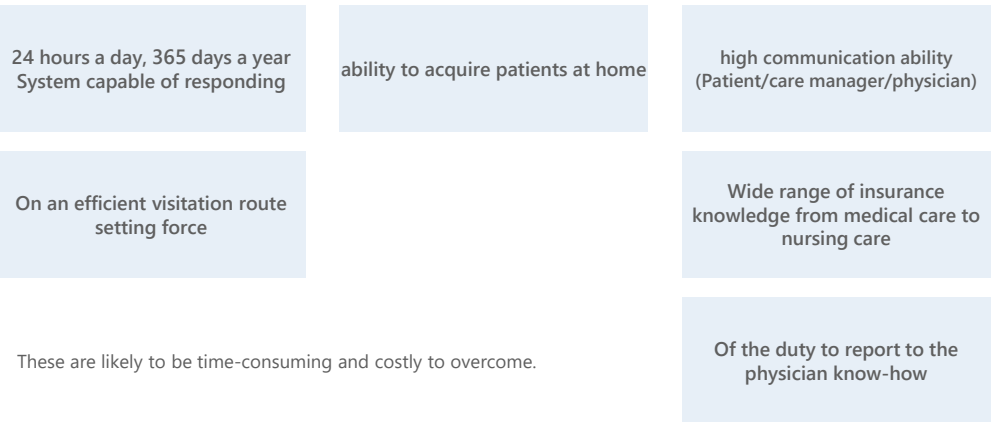 24 hours a day, 365 days a year
System capable of responding
ability to acquire patients at home
high communication ability
(Patient/care manager/physician)
On an efficient visitation route
setting force
Wide range of insurance
knowledge from medical care to
nursing care
These are likely to be time-consuming and costly to overcome.
Of the duty to report to the
physician know-how